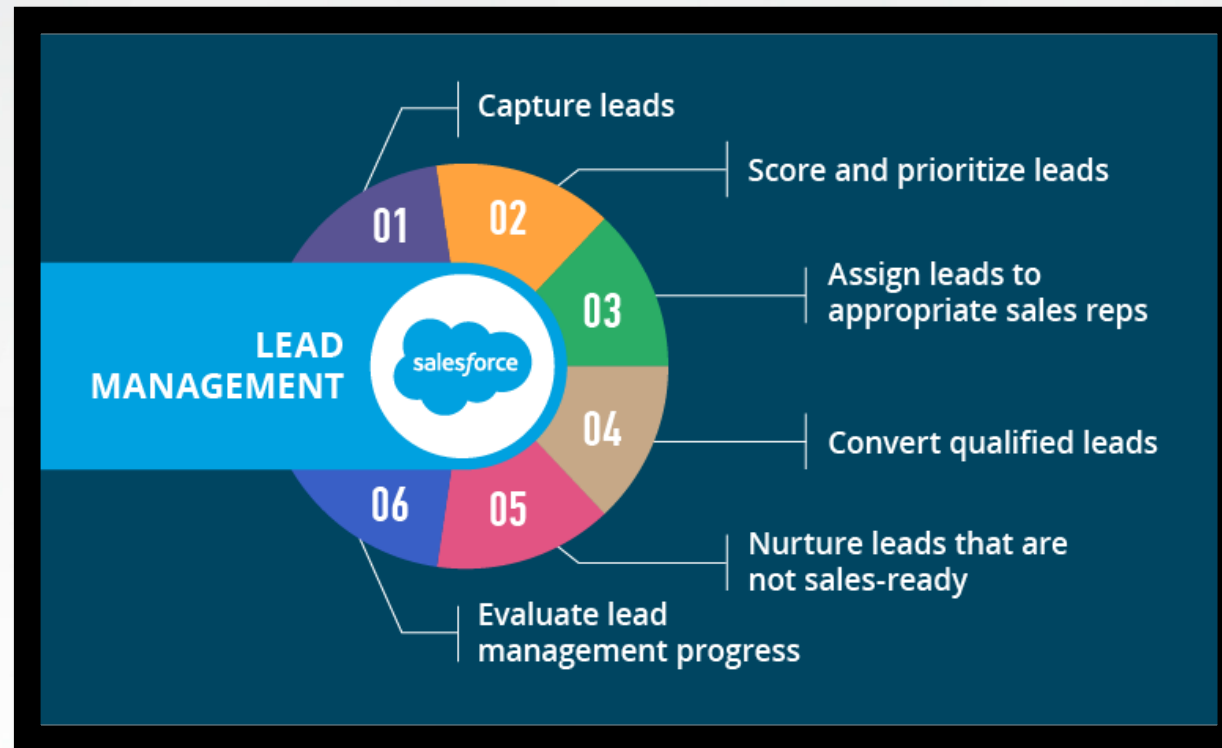 LEAD
MANAGEMENT
salesforce
01
Capture leads
02
Score and prioritize leads
03
Assign leads to
appropriate sales reps
04
Convert qualified leads
05
Nurture leads that are
not sales-ready
06
Evaluate lead
management progress